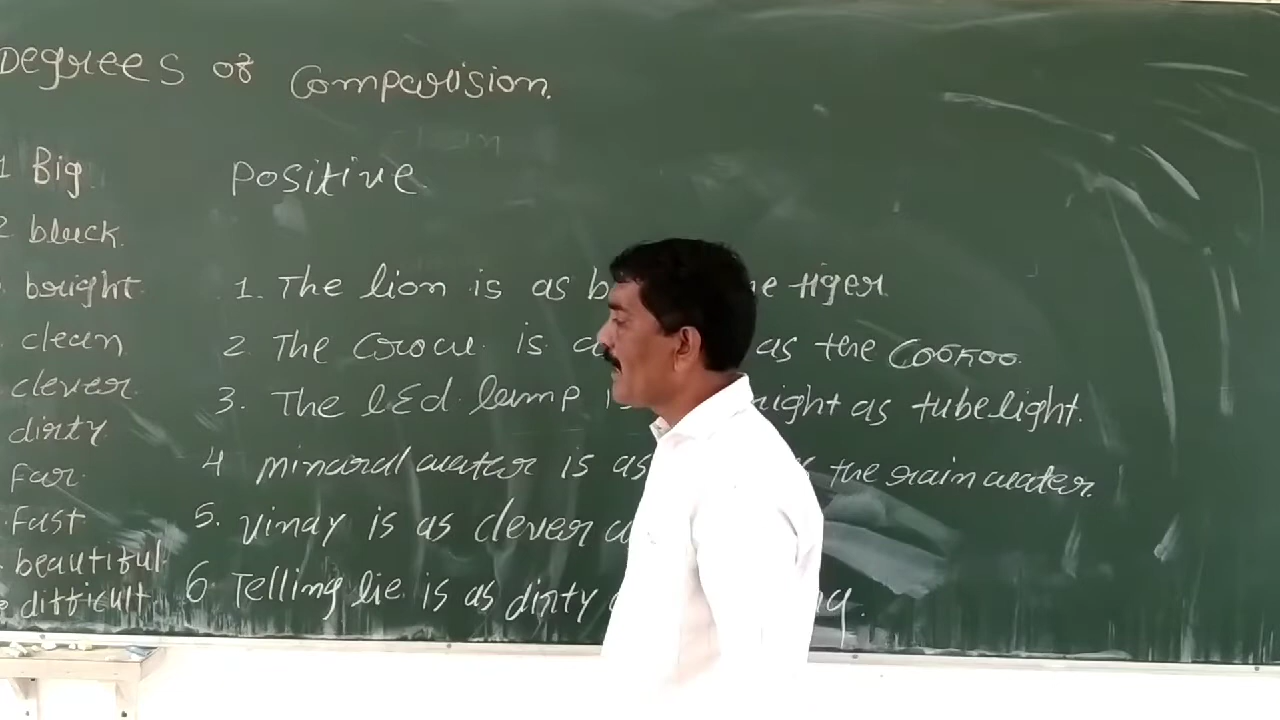 Degrees of Comparision.
1 Big
2 black.
bright.
clean
clever.
dirty.
Far.
Fast
beautiful.
difficult.
Positive
1. The lion is as tiger.
2. The Crow is as the Cookoo.
3. The lEd lamp as tubelight.
4 minaral water is as the rain water.
5. Vinay is as clever
6 Telling lie is as dirty